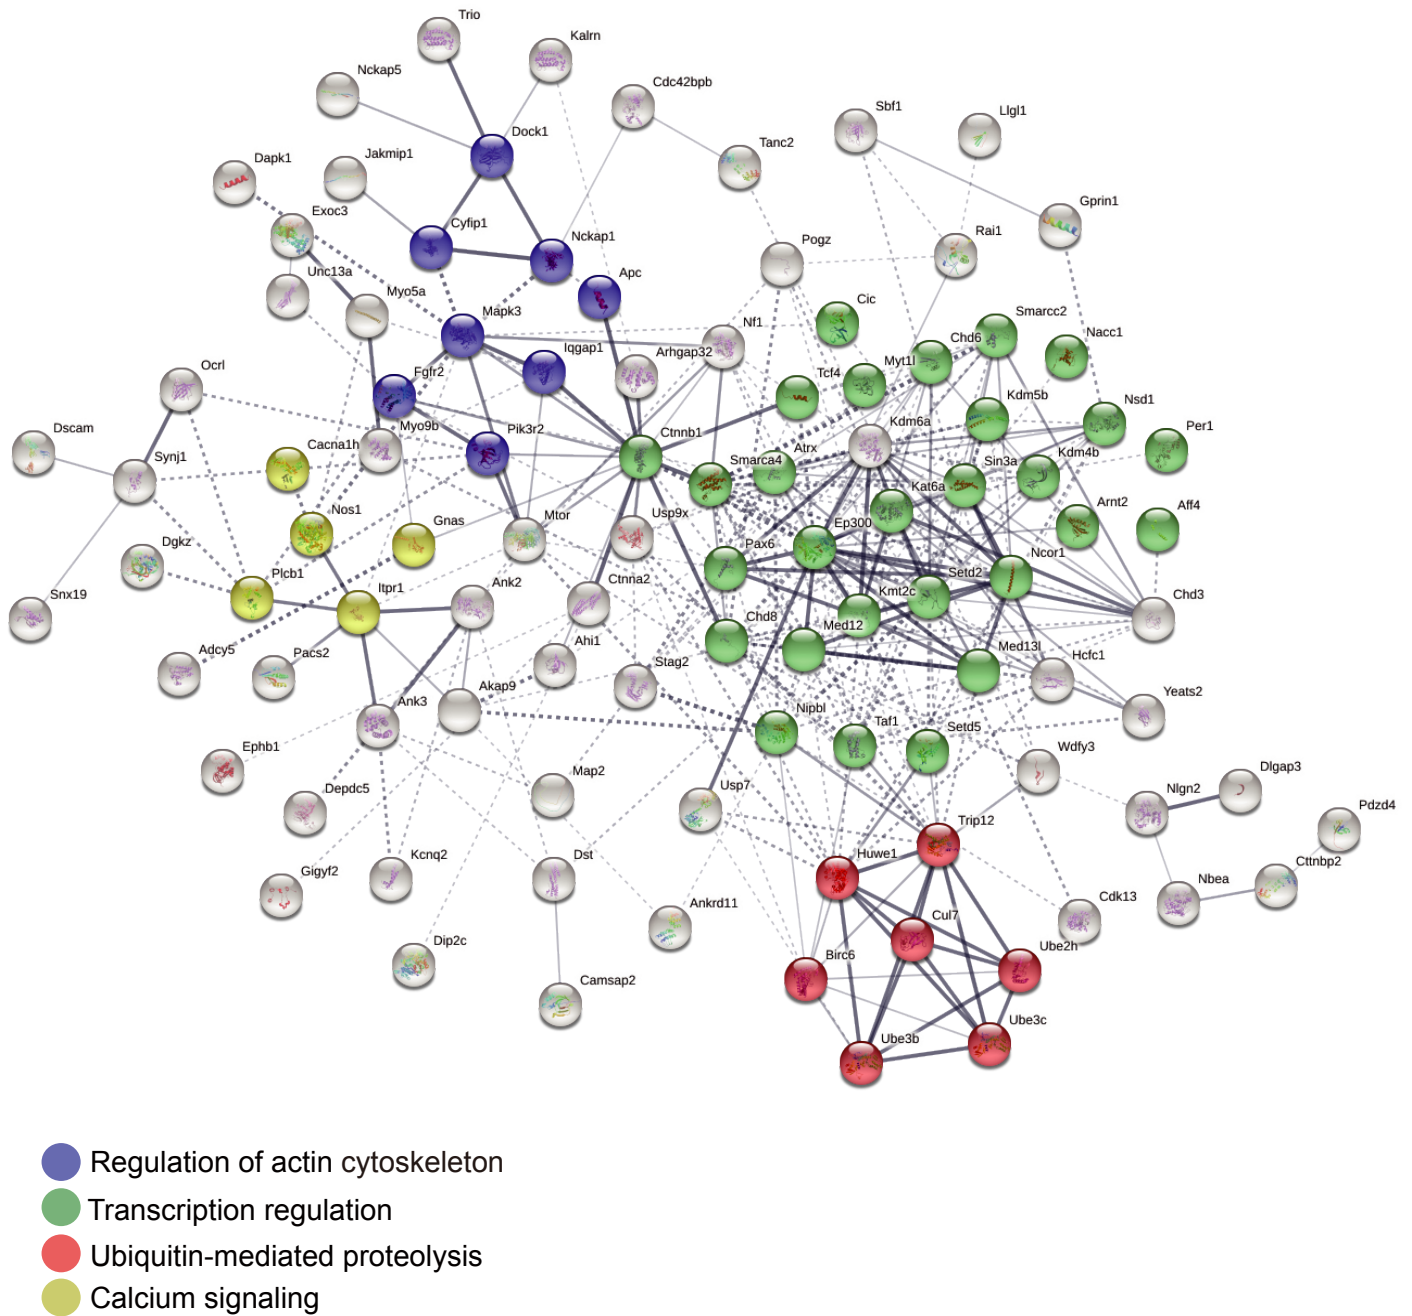 Trio
Kalrn
Nckap5
Cdc42bpb
Sbf1
Llgl1
Dock1
Tanc2
Jakmip1
Dapk1
Gprin1
Exoc3
Cyfip1
Nckap1
Rai1
Pogz
Unc13a
Apc
Myo5a
Mapk3
Cic
Smarcc2
Nf1
Chd6
Nacc1
Iqgap1
Arhgap32
Myt1l
Ocrl
Fgfr2
Tcf4
Kdm5b
Nsd1
Dscam
Myo9b
Pik3r2
Ctnnb1
Kdm6a
Per1
Cacna1h
Synj1
Smarca4
Atrx
Sin3a
Kdm4b
Kat6a
Nos1
Gnas
Mtor
Usp9x
Arnt2
Aff4
Dgkz
Ep300
Pax6
Ncor1
Plcb1
Itpr1
Ank2
Ctnna2
Setd2
Snx19
Kmt2c
Chd3
Chd8
Med12
Adcy5
Pacs2
Ahi1
Stag2
Med13l
Hcfc1
Akap9
Yeats2
Ank3
Nipbl
Taf1
Setd5
Ephb1
Wdfy3
Map2
Usp7
Depdc5
Nlgn2
Dlgap3
Pdzd4
Trip12
Huwe1
Kcnq2
Dst
Gigyf2
Cttnbp2
Nbea
Ankrd11
Cdk13
Cul7
Dip2c
Birc6
Ube2h
Camsap2
Ube3c
Ube3b
Regulation of actin cytoskeleton
Transcription regulation
Ubiquitin-mediated proteolysis
Calcium signaling